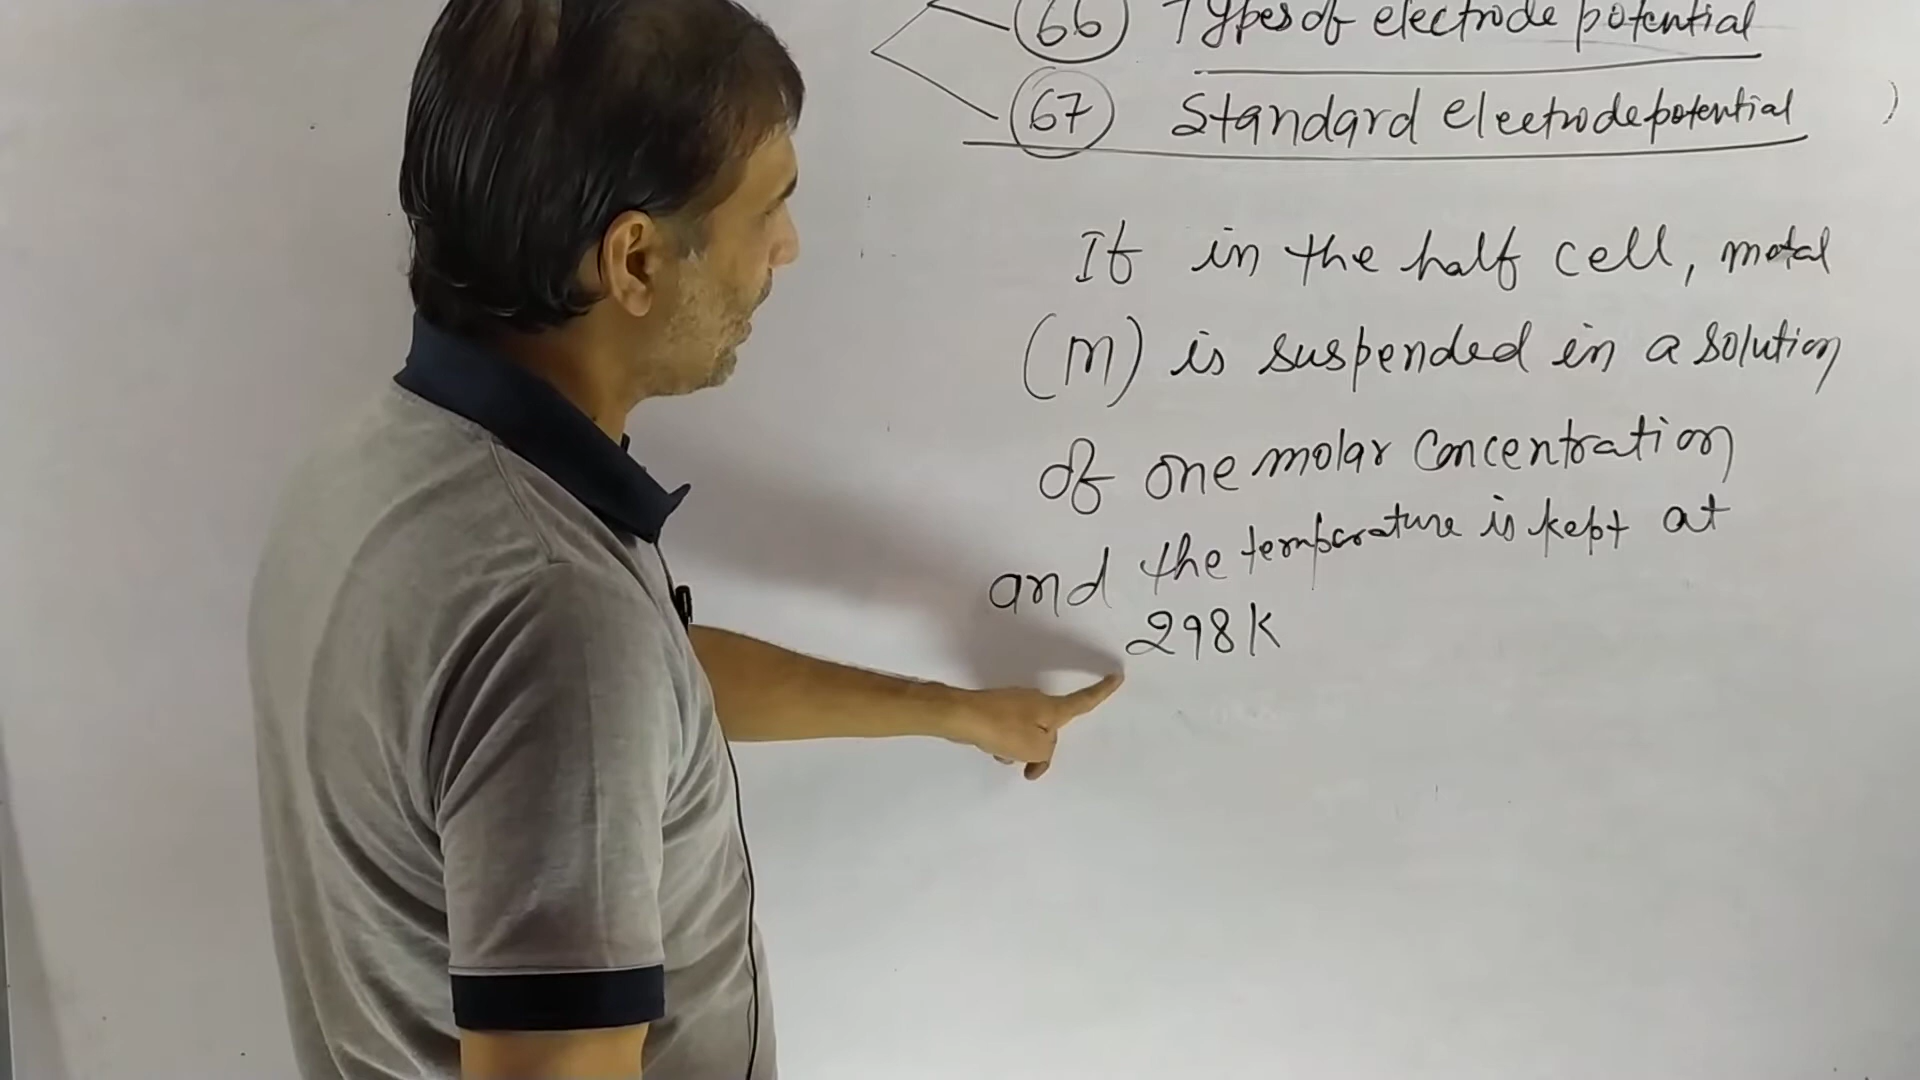 66 Types of electrode potential
67 Standard electrode potential )
If in the half cell, metal
(M) is suspended in a solution
of one molar concentration
and the temperature is kept at
298K